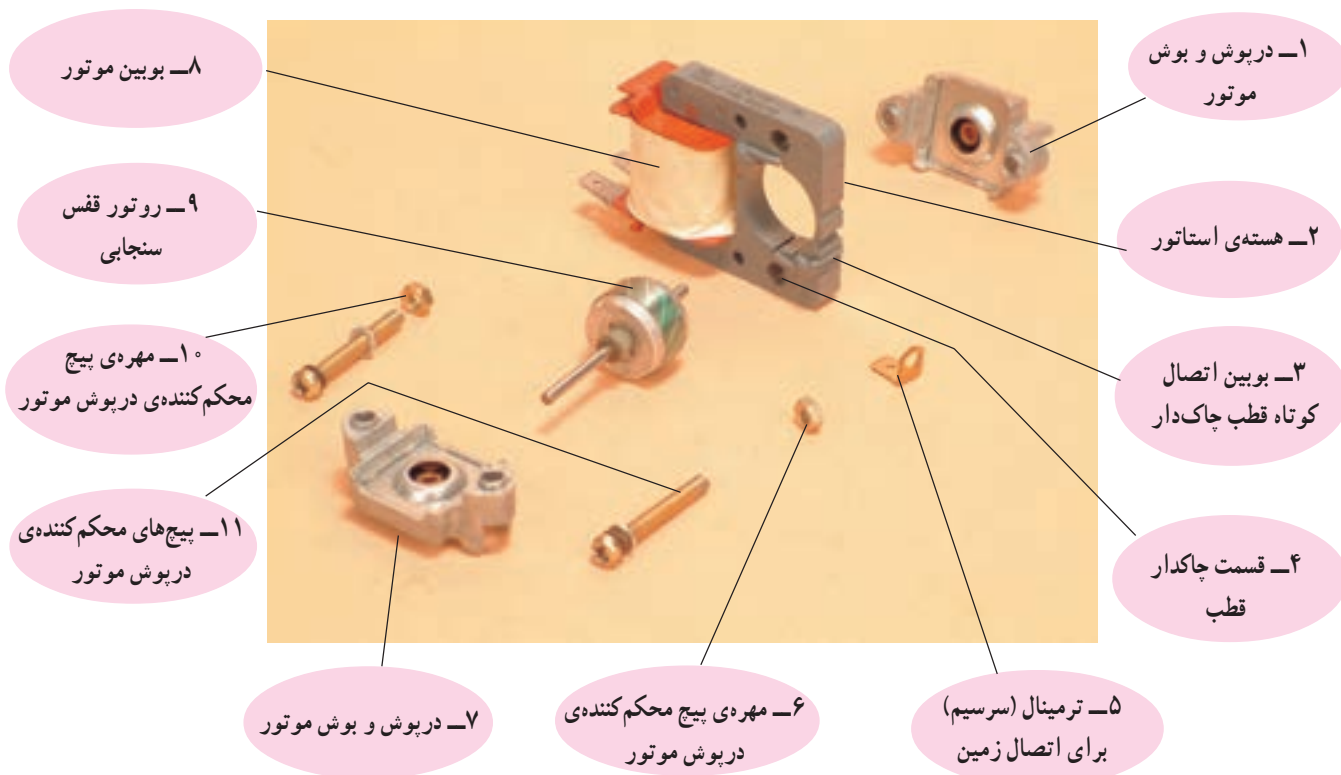 ۱ــ درپوش و بوش
موتور
۲ــ هسته‌ی استاتور
۳ــ بوبین اتصال
کوتاه قطب چاک‌دار
۴ــ قسمت چاکدار
قطب
۵ــ ترمینال (سرسیم)
برای اتصال زمین
۶ــ مهره‌ی پیچ محکم‌کننده‌ی
درپوش موتور
۷ــ درپوش و بوش موتور
۸ــ بوبین موتور
۹ــ روتور قفس
سنجابی
۱۰ــ مهره‌ی پیچ
محکم‌کننده‌ی درپوش موتور
۱۱ــ پیچ‌های محکم‌کننده‌ی
درپوش موتور